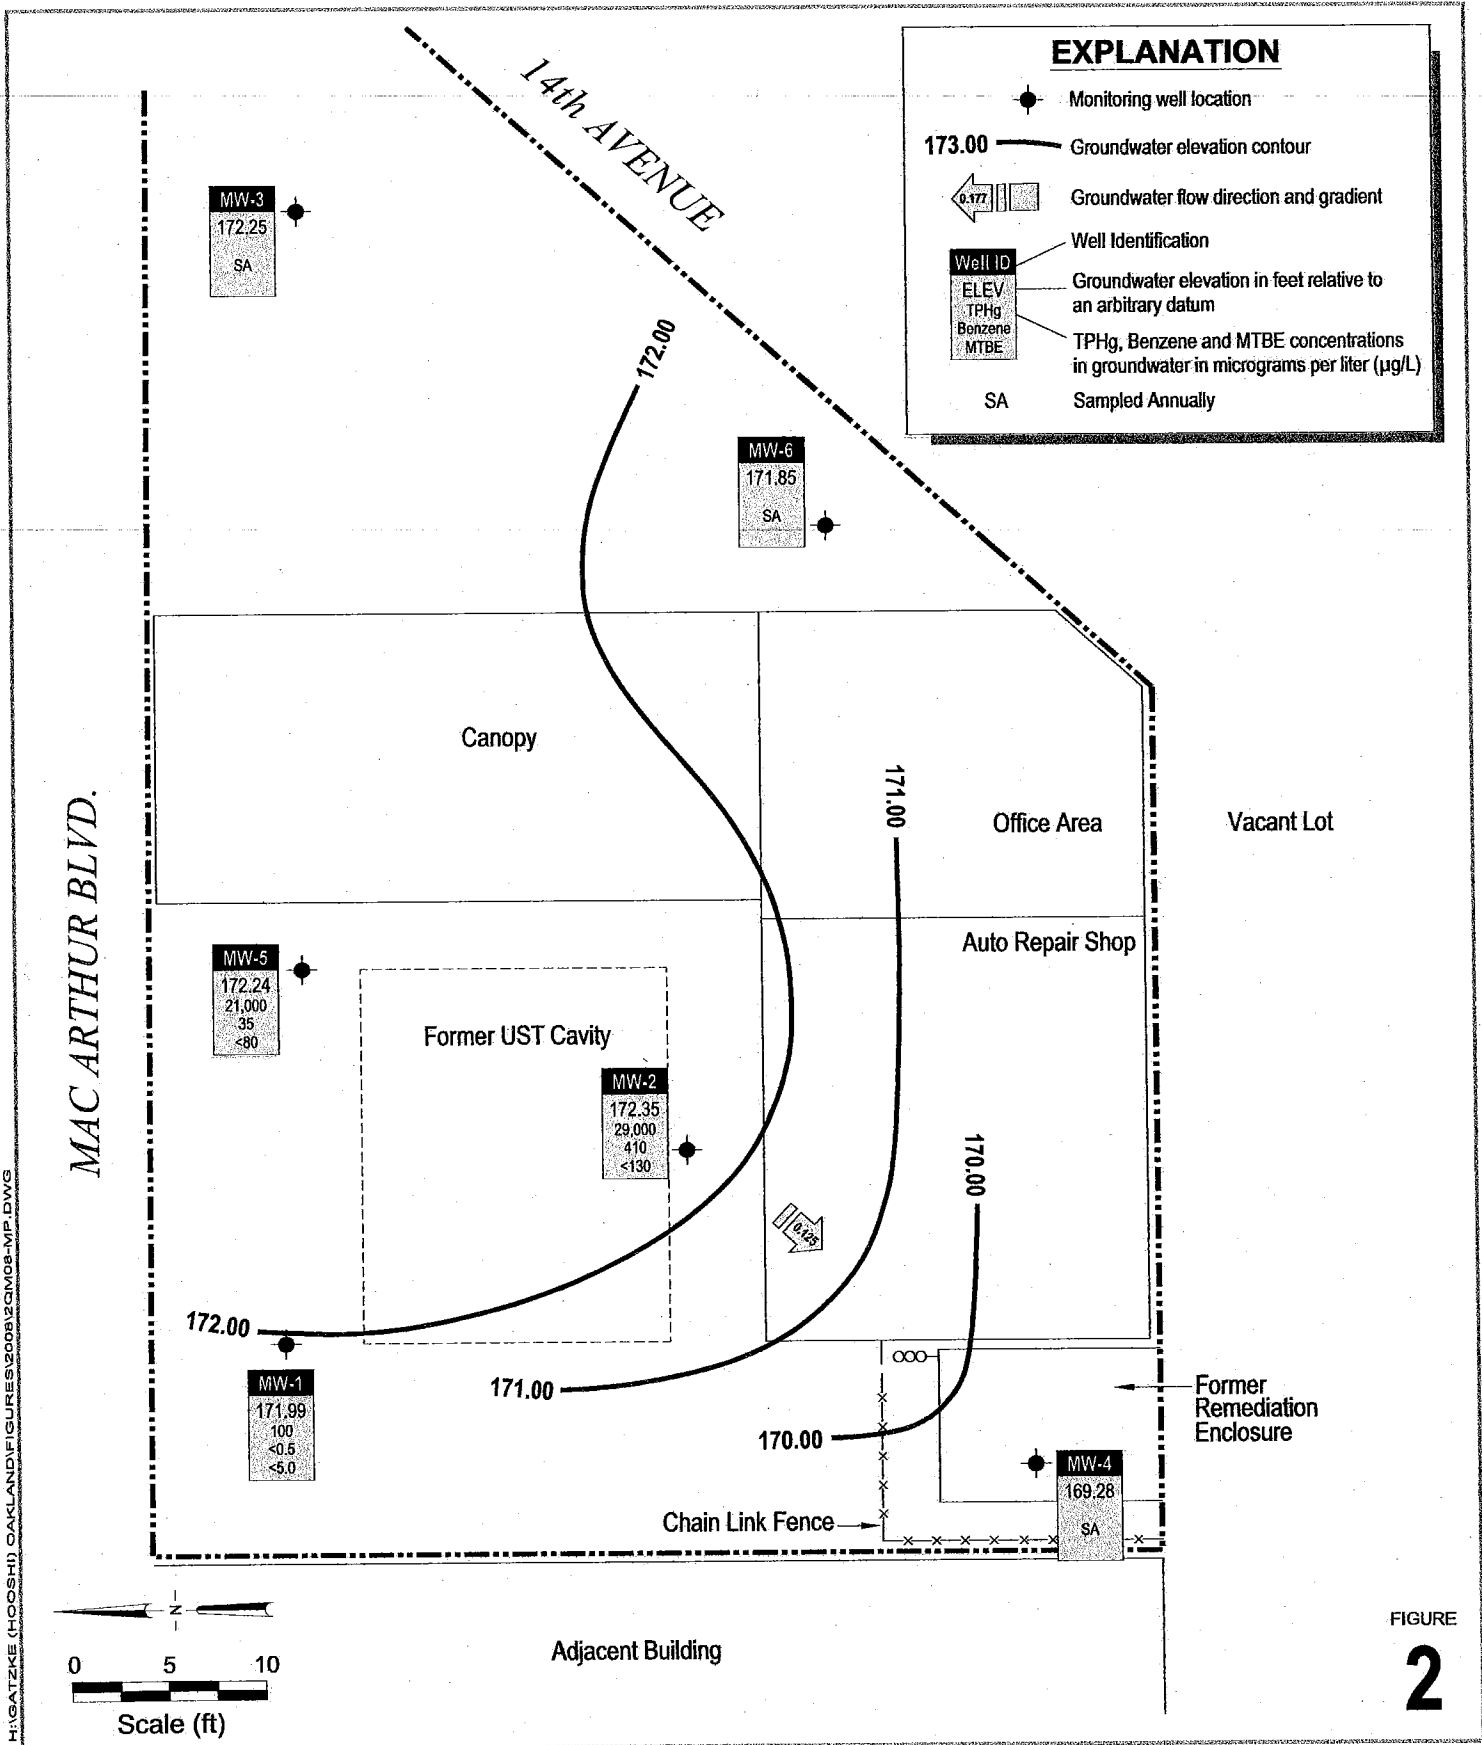 EXPLANATION
Monitoring well location
173.00
Groundwater elevation contour
0.177
Groundwater flow direction and gradient
Well ID
ELEV
TPHg
Benzene
MTBE
Well Identification
Groundwater elevation in feet relative to
an arbitrary datum
TPHg, Benzene and MTBE concentrations
in groundwater in micrograms per liter (µg/L)
SA
Sampled Annually
14th AVENUE
MW-3
172.25
SA
172.00
MW-6
171.85
SA
Canopy
171.00
Office Area
Vacant Lot
MAC ARTHUR BLVD.
Auto Repair Shop
MW-5
172.24
21,000
35
<80
Former UST Cavity
MW-2
172.35
29,000
410
<130
170.00
0.125
172.00
MW-1
171.99
100
<0.5
<5.0
171.00
170.00
Former
Remediation
Enclosure
MW-4
169.28
SA
Chain Link Fence
N
0 5 10
Scale (ft)
Adjacent Building
FIGURE
2
H:\GATZKE (HOOSHI) OAKLAND\FIGURES\2008\2QM08-MP.DWG